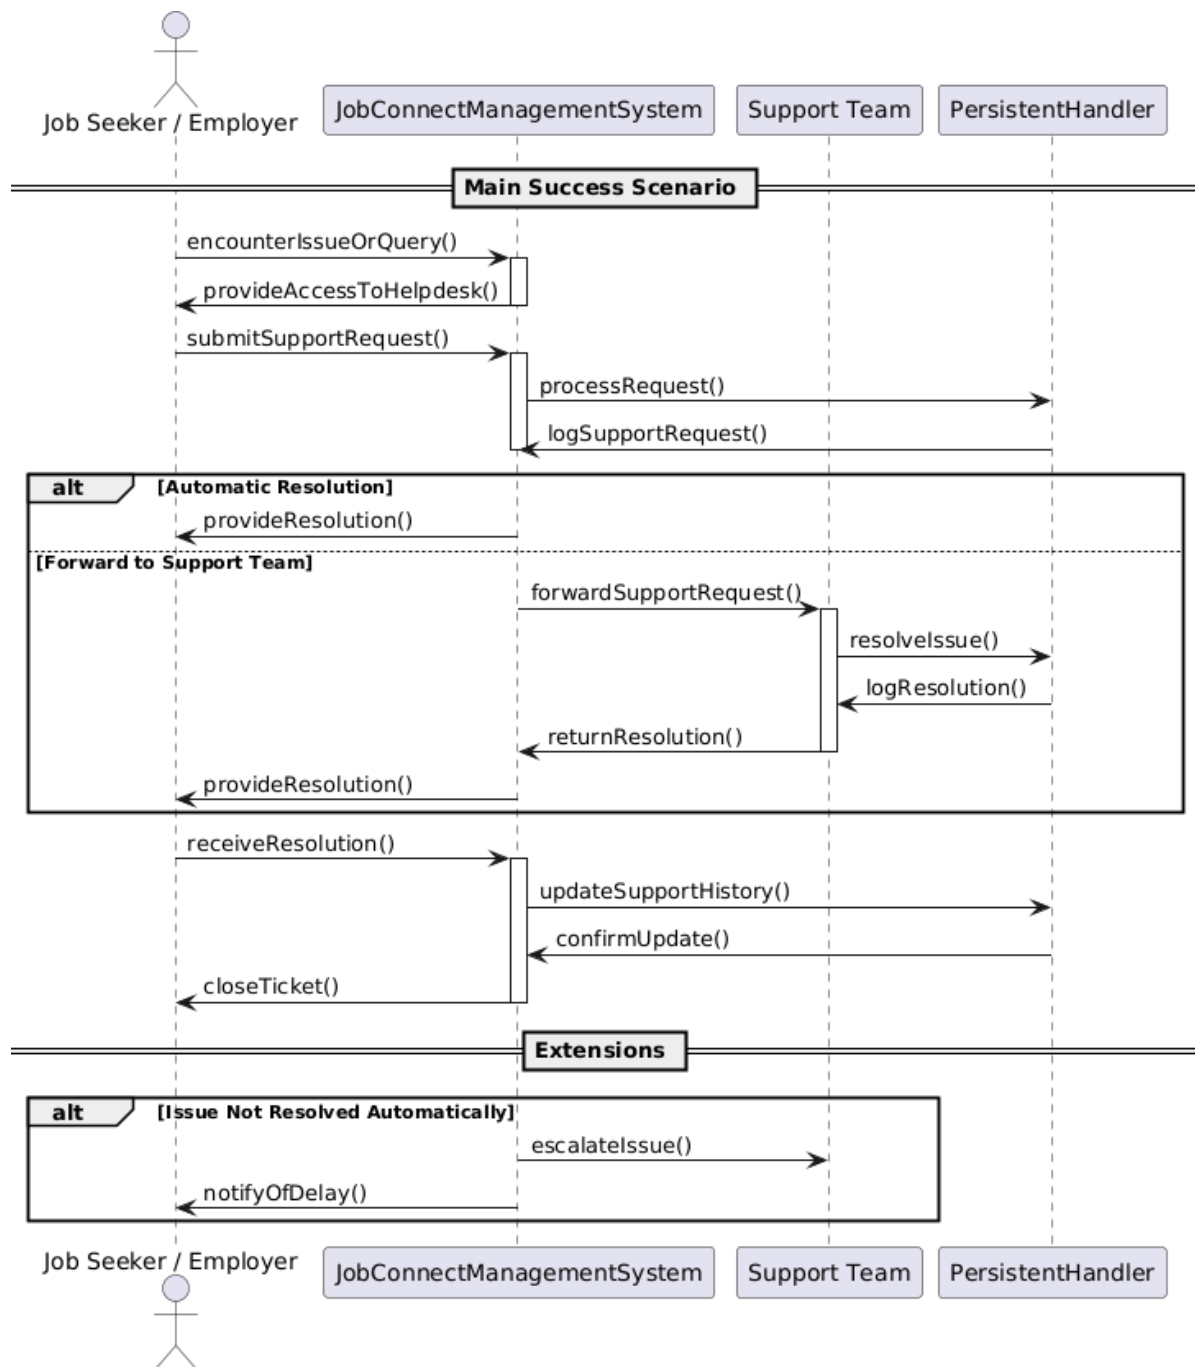 Job Seeker / Employer
JobConnectManagementSystem
Support Team
PersistentHandler
Main Success Scenario
encounterIssueOrQuery()
provideAccessToHelpdesk()
submitSupportRequest()
processRequest()
logSupportRequest()
alt
[Automatic Resolution]
provideResolution()
[Forward to Support Team]
forwardSupportRequest()
resolveIssue()
logResolution()
returnResolution()
provideResolution()
receiveResolution()
updateSupportHistory()
confirmUpdate()
closeTicket()
Extensions
alt
[Issue Not Resolved Automatically]
escalateIssue()
notifyOfDelay()
Job Seeker / Employer
JobConnectManagementSystem
Support Team
PersistentHandler